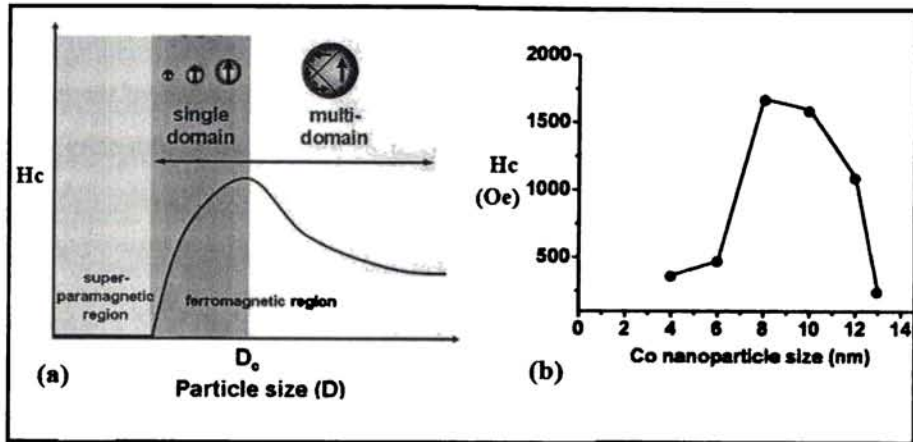 single
domain
multi-
domain
Hc
super-
paramagnetic
region
ferromagnetic region
Dc
(a)
Particle size (D)
2000
1500
Hc
(Oe)
1000
500
0 2 4 6 8 10 12 14
Co nanoparticle size (nm)
(b)